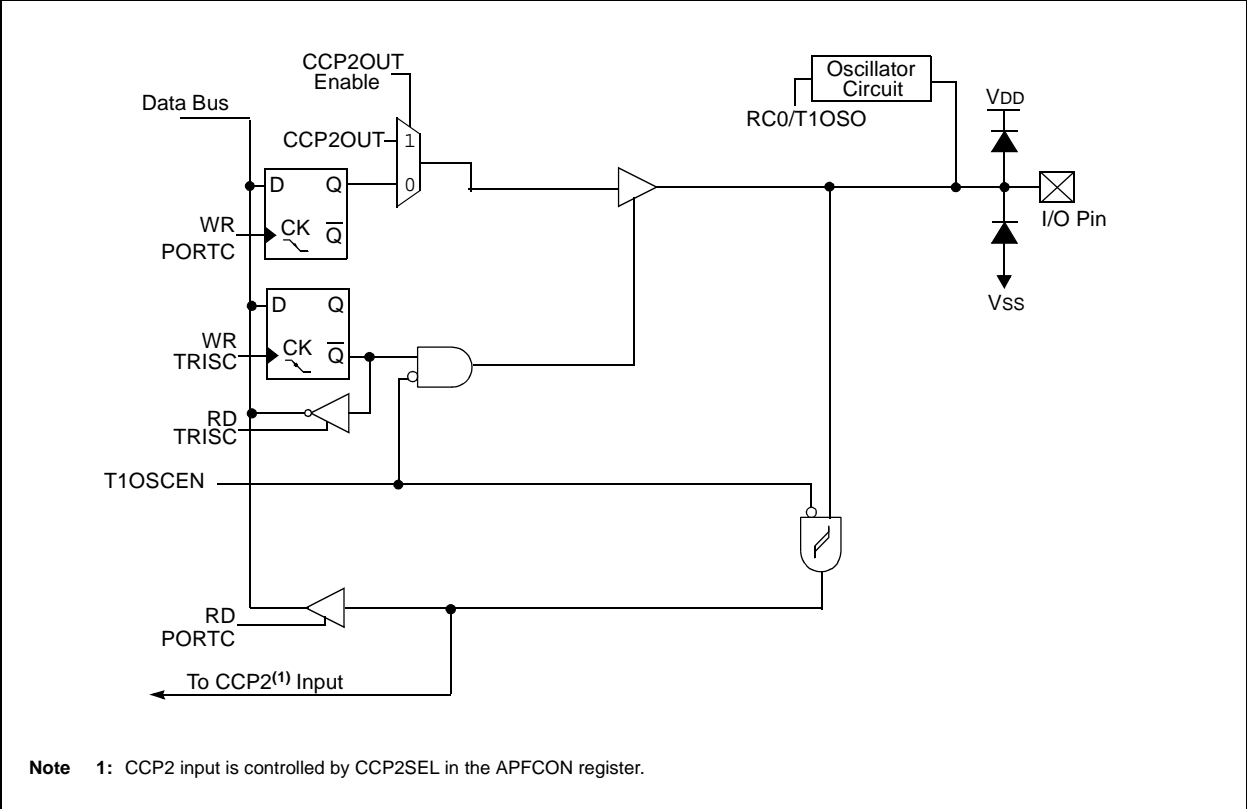 CCP2OUT
Enable
Data Bus
CCP2OUT
1
0
Oscillator
Circuit
RC0/T1OSO
VDD
D Q
CK Q̅
WR
PORTC
I/O Pin
VSS
D Q
CK Q̅
WR
TRISC
RD
TRISC
T1OSCEN
RD
PORTC
To CCP2(1) Input
Note 1: CCP2 input is controlled by CCP2SEL in the APFCON register.